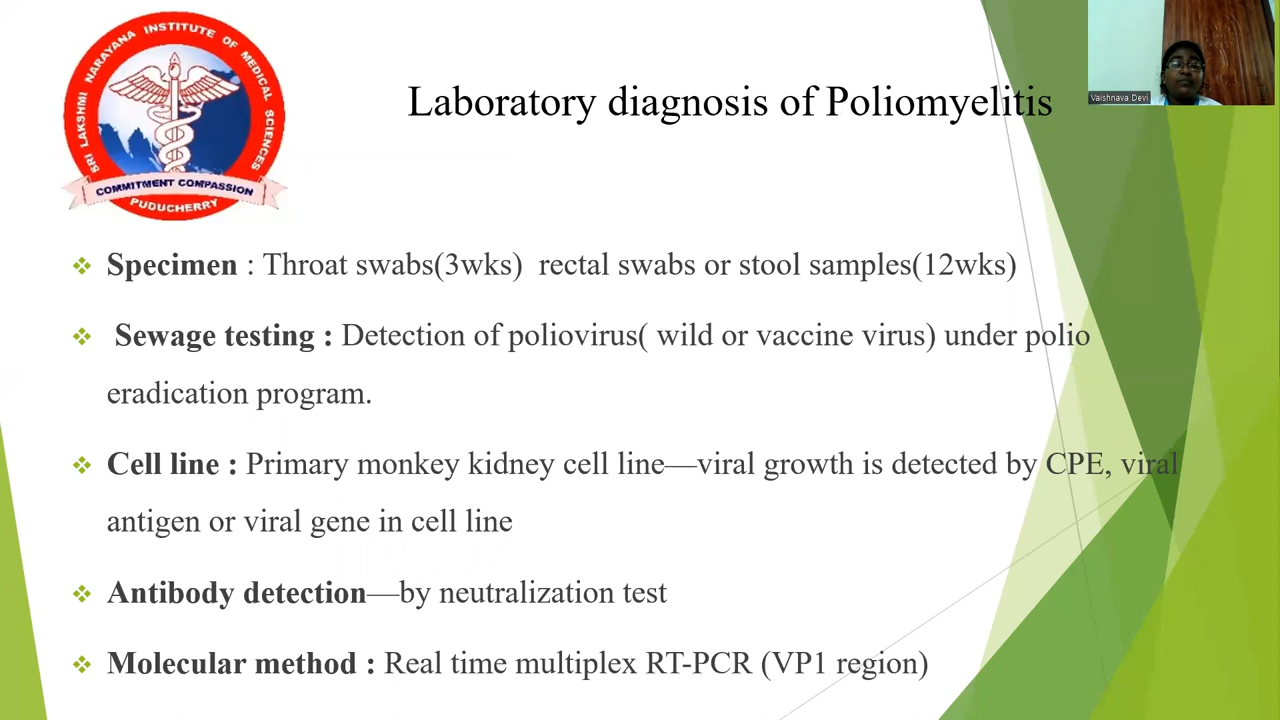 SRI LAKSHMI NARAYANA INSTITUTE OF MEDICAL SCIENCES
COMMITMENT COMPASSION
PUDUCHERRY
Laboratory diagnosis of Poliomyelitis
Vaishnava Devi
❖ Specimen : Throat swabs(3wks) rectal swabs or stool samples(12wks)
❖ Sewage testing : Detection of poliovirus( wild or vaccine virus) under polio
eradication program.
❖ Cell line : Primary monkey kidney cell line—viral growth is detected by CPE, viral
antigen or viral gene in cell line
❖ Antibody detection—by neutralization test
❖ Molecular method : Real time multiplex RT-PCR (VP1 region)